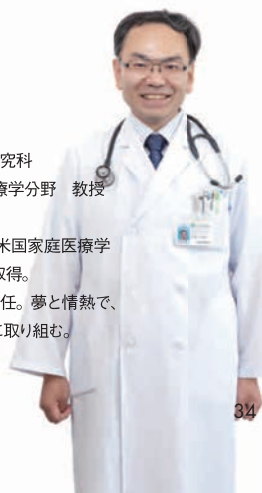 究科
療学分野　教授
米国家庭医療学
取得。
任。夢と情熱で、
に取り組む。
34